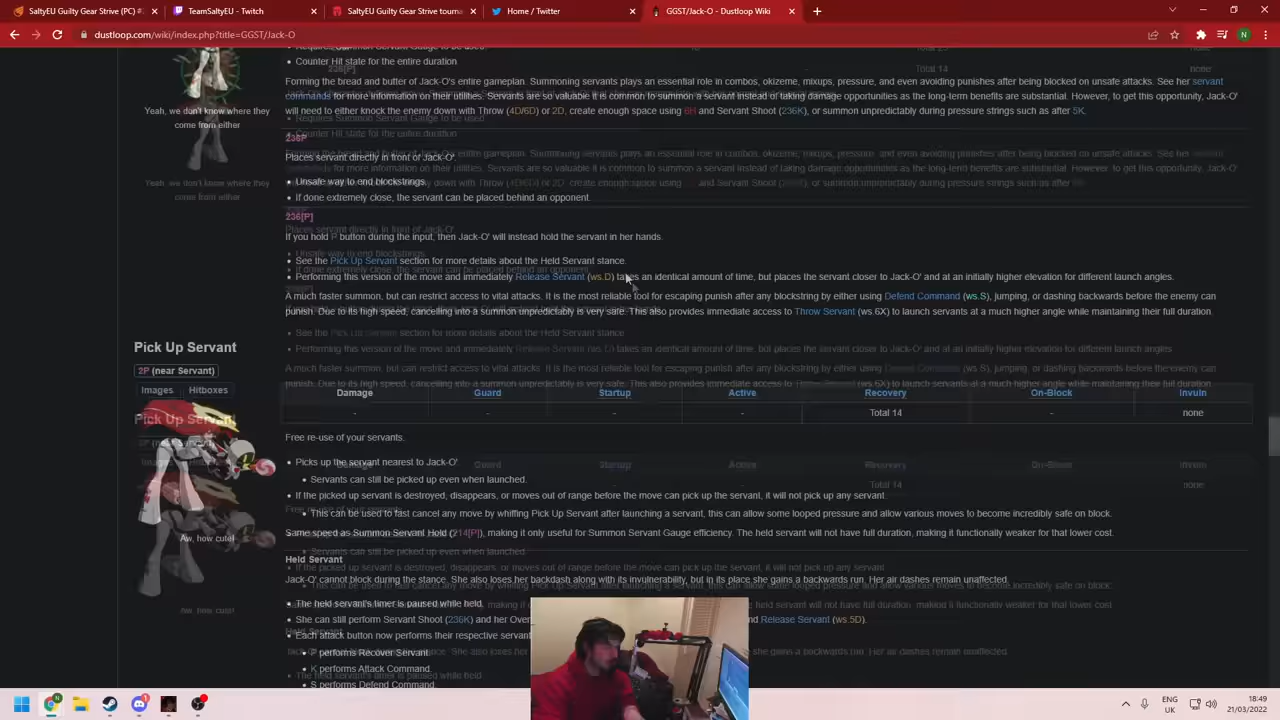 SaltyEU Gear Strive (PC) #
TeamSaltyEU - Twitch
SaltyEU Gear Strive tourna
Home / Twitter
GGST/Jack-O - Dustloop Wiki
dustloop.com/wiki/index.php?title=GGST/Jack-O
Counter Hit state for the entire duration
Forming the bread and butter of Jack-O's entire gameplan. Summoning servants plays an essential role in combos, okizeme, mixups, pressure, and even avoiding punishes after being blocked on unsafe attacks. See her servant
commands for more information on their utilities. Servants are so valuable it is common to summon a servant instead of taking damage opportunities as the long-term benefits are substantial. However, to get this opportunity, Jack-O'
will need to either knock the enemy down with Throw (4D/6D) or 2D, create enough space using 6H and Servant Shoot (236K), or summon unpredictably during pressure strings such as after 5K.
Yeah, we don't know where they
come from either
236P
Places servant directly in front of Jack-O'.
Unsafe way to end blockstrings.
If done extremely close, the servant can be placed behind an opponent.
236[P]
If you hold P button during the input, then Jack-O' will instead hold the servant in her hands.
See the Pick Up Servant section for more details about the Held Servant stance.
Performing this version of the move and immediately Release Servant (ws.D) takes an identical amount of time, but places the servant closer to Jack-O' and at an initially higher elevation for different launch angles.
A much faster summon, but can restrict access to vital attacks. It is the most reliable tool for escaping punish after any blockstring by either using Defend Command (ws.S), jumping, or dashing backwards before the enemy can
punish. Due to its high speed, cancelling into a summon unpredictably is very safe. This also provides immediate access to Throw Servant (ws.6X) to launch servants at a much higher angle while maintaining their full duration.
Pick Up Servant
2P (near Servant)
Images Hitboxes
Damage Guard Startup Active Recovery On-Block Invuln
- - - - Total 14 - none
Free re-use of your servants.
Picks up the servant nearest to Jack-O'
Servants can still be picked up even when launched.
If the picked up servant is destroyed, disappears, or moves out of range before the move can pick up the servant, it will not pick up any servant.
This can be used to fast cancel any move by whiffing Pick Up Servant after launching a servant, this can allow some looped pressure and allow various moves to become incredibly safe on block.
Same speed as Summon Servant Hold (214[P]), making it only useful for Summon Servant Gauge efficiency. The held servant will not have full duration, making it functionally weaker for that lower cost.
Aw, how cute!
Held Servant
Jack-O' cannot block during the stance. She also loses her backdash along with its invulnerability, but in its place she gains a backwards run. Her air dashes remain unaffected.
The held servant's timer is paused while held.
She can still perform Servant Shoot (236K) and her Over
nd Release Servant (ws.5D).
Each attack button now performs their respective servant
P performs Recover Servant.
K performs Attack Command.
S performs Defend Command.
ENG
UK
18:49
21/03/2022